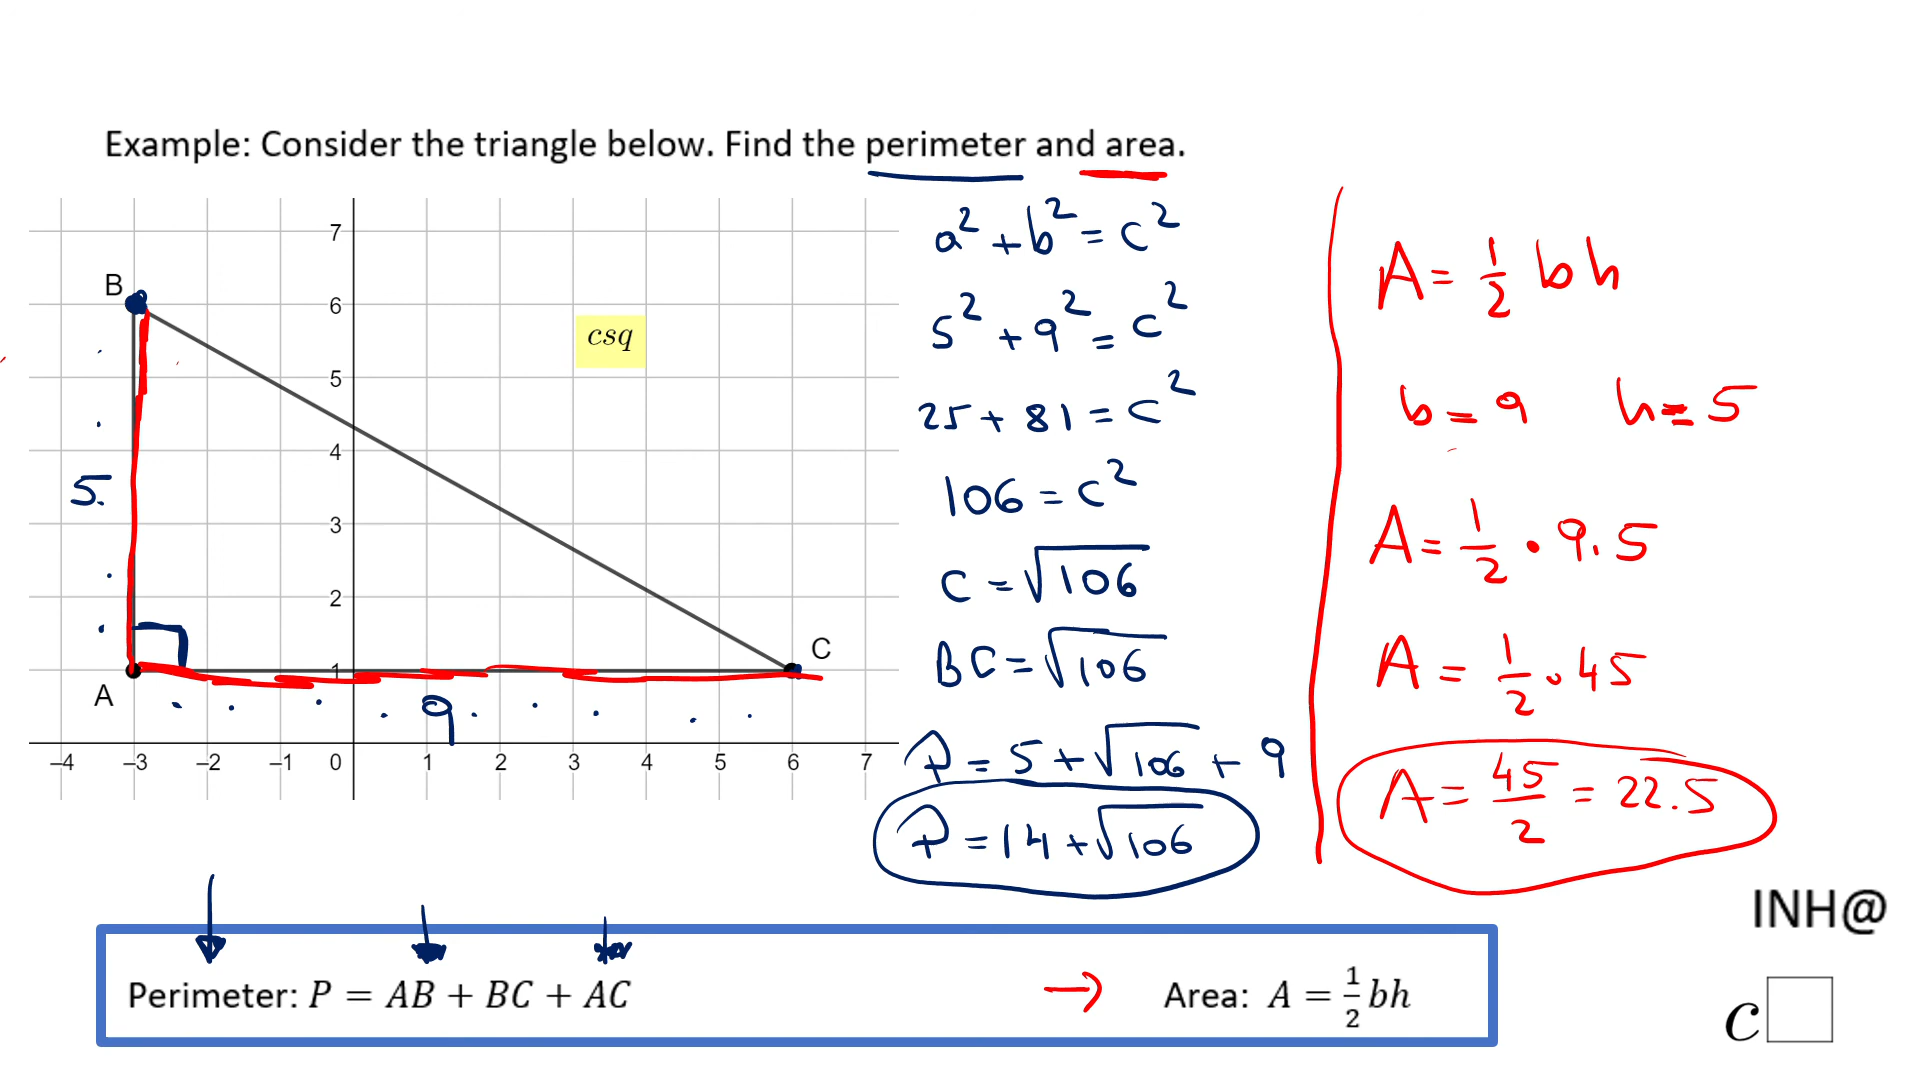 Example: Consider the triangle below. Find the perimeter and area.
7
B
6
csq
5
4
5
3
2
1
C
A
9
−4 −3 −2 −1 0 1 2 3 4 5 6 7
a² + b² = c²
5² + 9² = c²
25 + 81 = c²
106 = c²
c = √106
BC = √106
P = 5 + √106 + 9
P = 14 + √106
A = 1/2 bh
b = 9 h = 5
A = 1/2 · 9 · 5
A = 1/2 · 45
A = 45/2 = 22.5
INH@
Perimeter: P = AB + BC + AC → Area: A = 1/2 bh
c□